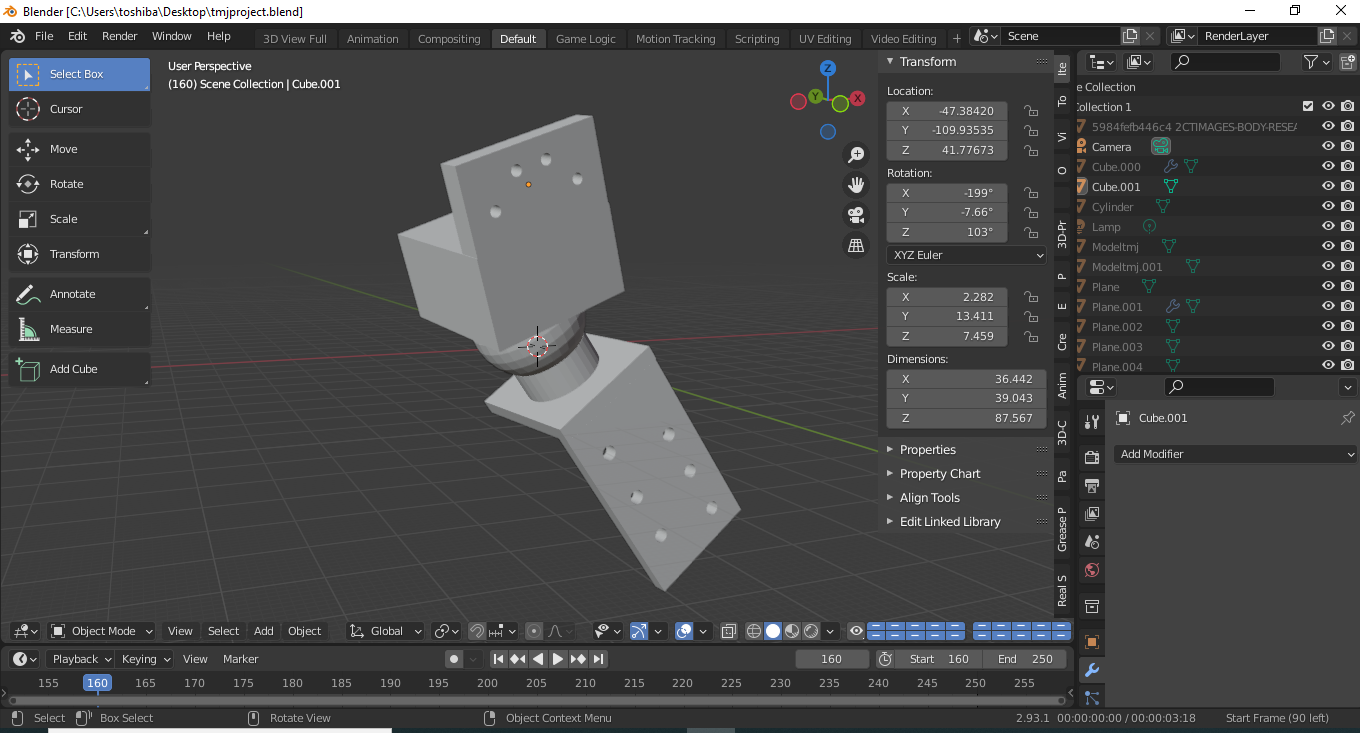 Blender [C:\Users\toshiba\Desktop\tmjproject.blend]
File Edit Render Window Help 3D View Full Animation Compositing Default Game Logic Motion Tracking Scripting UV Editing Video Editing + Scene RenderLayer
Select Box
Cursor
Move
Rotate
Scale
Transform
Annotate
Measure
Add Cube
User Perspective
(160) Scene Collection | Cube.001
Z
Y
X
Transform
Location:
X -47.38420
Y -109.93535
Z 41.77673
Rotation:
X -199°
Y -7.66°
Z 103°
XYZ Euler
Scale:
X 2.282
Y 13.411
Z 7.459
Dimensions:
X 36.442
Y 39.043
Z 87.567
Properties
Property Chart
Align Tools
Edit Linked Library
Ite
To
Vi
O
3D-Pr
P
E
Cre
Anim
3D-C
Pa
Grease P
Real S
e Collection
ollection 1
5984fefb446c4 2CTIMAGES-BODY-RESEA
Camera
Cube.000
Cube.001
Cylinder
Lamp
Modeltmj
Modeltmj.001
Plane
Plane.001
Plane.002
Plane.003
Plane.004
Cube.001
Add Modifier
Object Mode View Select Add Object Global
Playback Keying View Marker 160 Start 160 End 250
155 160 165 170 175 180 185 190 195 200 205 210 215 220 225 230 235 240 245 250 255
Select Box Select Rotate View Object Context Menu 2.93.1 00:00:00:00 / 00:00:03:18 Start Frame (90 left)